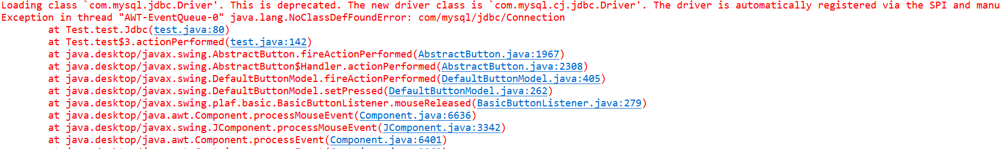 Loading class `com.mysql.jdbc.Driver'. This is deprecated. The new driver class is `com.mysql.cj.jdbc.Driver'. The driver is automatically registered via the SPI and manu
Exception in thread "AWT-EventQueue-0" java.lang.NoClassDefFoundError: com/mysql/jdbc/Connection
at Test.test.Jdbc(test.java:80)
at Test.test$3.actionPerformed(test.java:142)
at java.desktop/javax.swing.AbstractButton.fireActionPerformed(AbstractButton.java:1967)
at java.desktop/javax.swing.AbstractButton$Handler.actionPerformed(AbstractButton.java:2308)
at java.desktop/javax.swing.DefaultButtonModel.fireActionPerformed(DefaultButtonModel.java:405)
at java.desktop/javax.swing.DefaultButtonModel.setPressed(DefaultButtonModel.java:262)
at java.desktop/javax.swing.plaf.basic.BasicButtonListener.mouseReleased(BasicButtonListener.java:279)
at java.desktop/java.awt.Component.processMouseEvent(Component.java:6636)
at java.desktop/javax.swing.JComponent.processMouseEvent(JComponent.java:3342)
at java.desktop/java.awt.Component.processEvent(Component.java:6401)